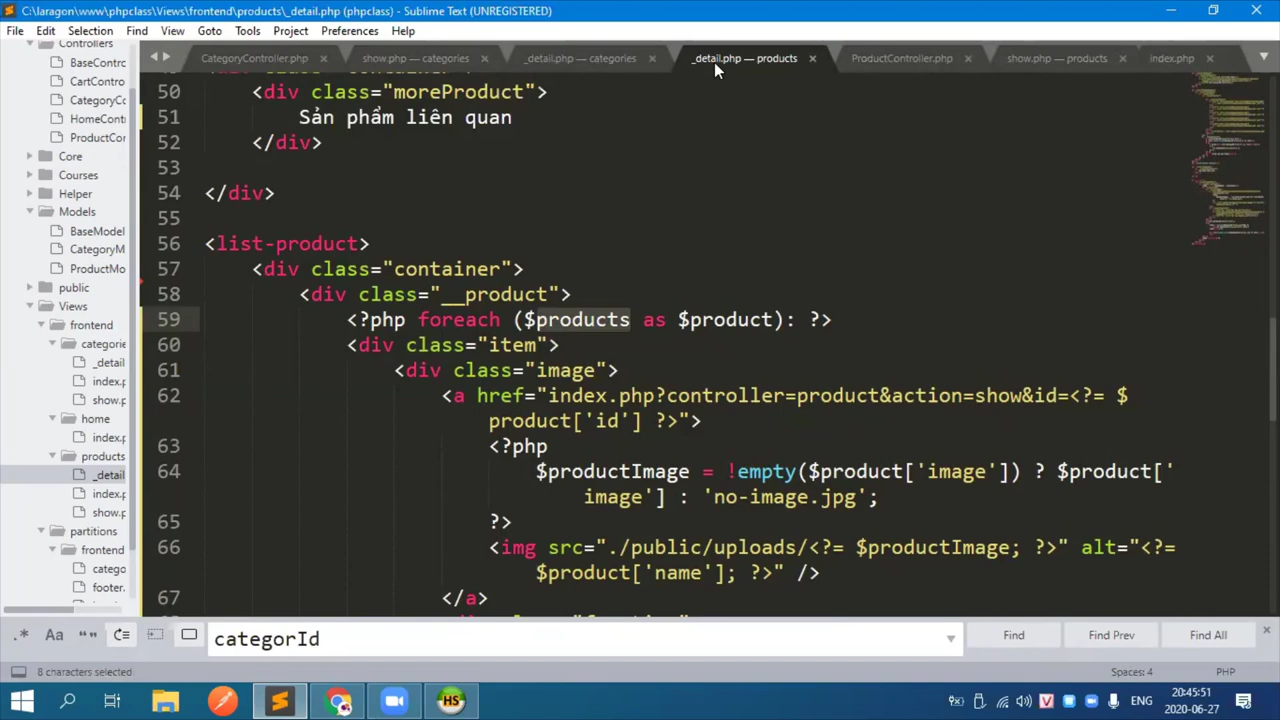 C:\laragon\www\phpclass\Views\frontend\products\_detail.php (phpclass) - Sublime Text (UNREGISTERED)
File Edit Selection Find View Goto Tools Project Preferences Help
CategoryController.php show.php — categories _detail.php — categories _detail.php — products ProductController.php show.php — products index.php
Controllers
BaseContrc
CartContro
CategoryCo
HomeContr
ProductCor
Core
Courses
Helper
Models
BaseModel
CategoryM
ProductMo
public
Views
frontend
categorie
_detail
index.p
show.p
home
index.p
products
_detail
index.p
show.p
partitions
frontend
catego
footer.
50 <div class="moreProduct">
51 Sản phẩm liên quan
52 </div>
53
54 </div>
55
56 <list-product>
57 <div class="container">
58 <div class="__product">
59 <?php foreach ($products as $product): ?>
60 <div class="item">
61 <div class="image">
62 <a href="index.php?controller=product&action=show&id=<?= $
product['id'] ?>">
63 <?php
64 $productImage = !empty($product['image']) ? $product['
image'] : 'no-image.jpg';
65 ?>
66 <img src="./public/uploads/<?= $productImage; ?>" alt="<?=
$product['name']; ?>" />
67 </a>
.* Aa “” categorId Find Find Prev Find All
8 characters selected Spaces: 4 PHP
HS V ENG 20:45:51
2020-06-27